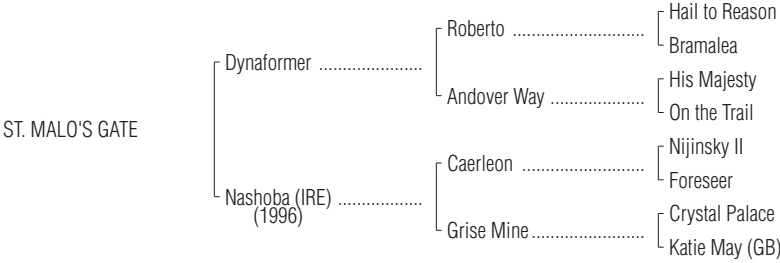 Hail to Reason
Roberto ............................
Bramalea
Dynaformer ......................
His Majesty
Andover Way ....................
On the Trail
ST. MALO'S GATE
Nijinsky II
Caerleon ..........................
Foreseer
Nashoba (IRE) ..................
(1996)
Crystal Palace
Grise Mine........................
Katie May (GB)